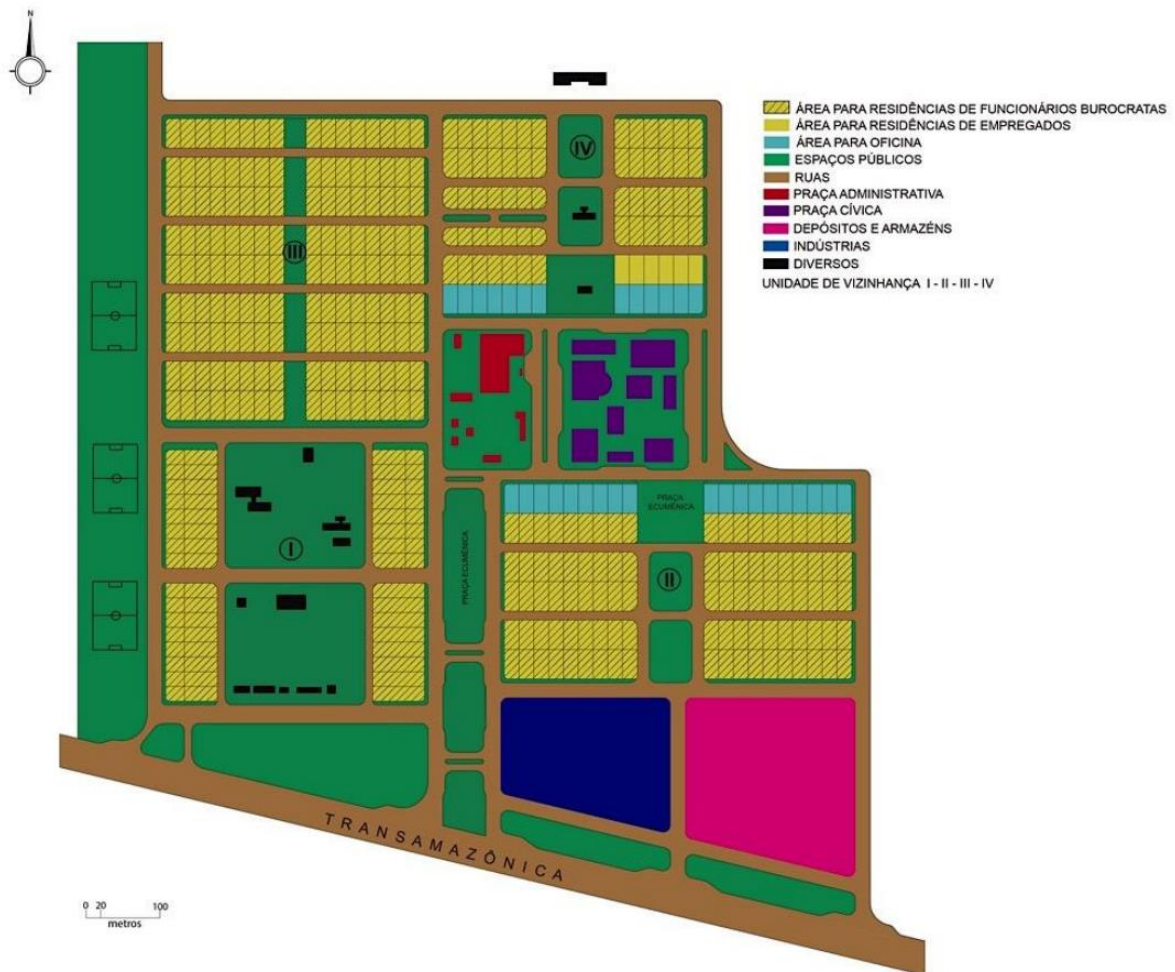 N
ÁREA PARA RESIDÊNCIAS DE FUNCIONÁRIOS BUROCRATAS
ÁREA PARA RESIDÊNCIAS DE EMPREGADOS
ÁREA PARA OFICINA
ESPAÇOS PÚBLICOS
RUAS
PRAÇA ADMINISTRATIVA
PRAÇA CÍVICA
DEPÓSITOS E ARMAZÉNS
INDÚSTRIAS
DIVERSOS
UNIDADE DE VIZINHANÇA I - II - III - IV
IV
III
PRAÇA
ECUMÊNICA
I
PRAÇA ECUMÊNICA
II
TRANSAMAZÔNICA
0 20 100
metros